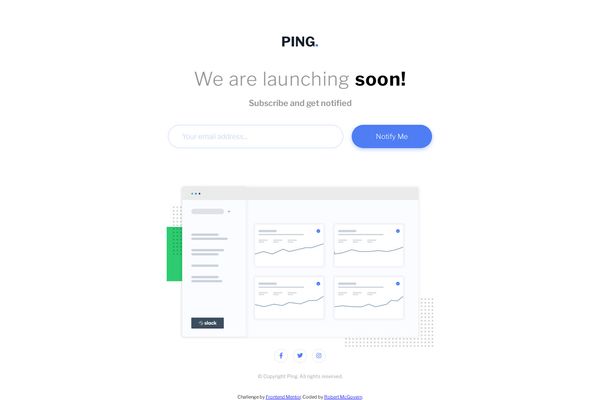 PING.
We are launching soon!
Subscribe and get notified
Your email address...
Notify Me
slack
© Copyright Ping. All rights reserved.
Challenge by Frontend Mentor. Coded by Robert McGovern.